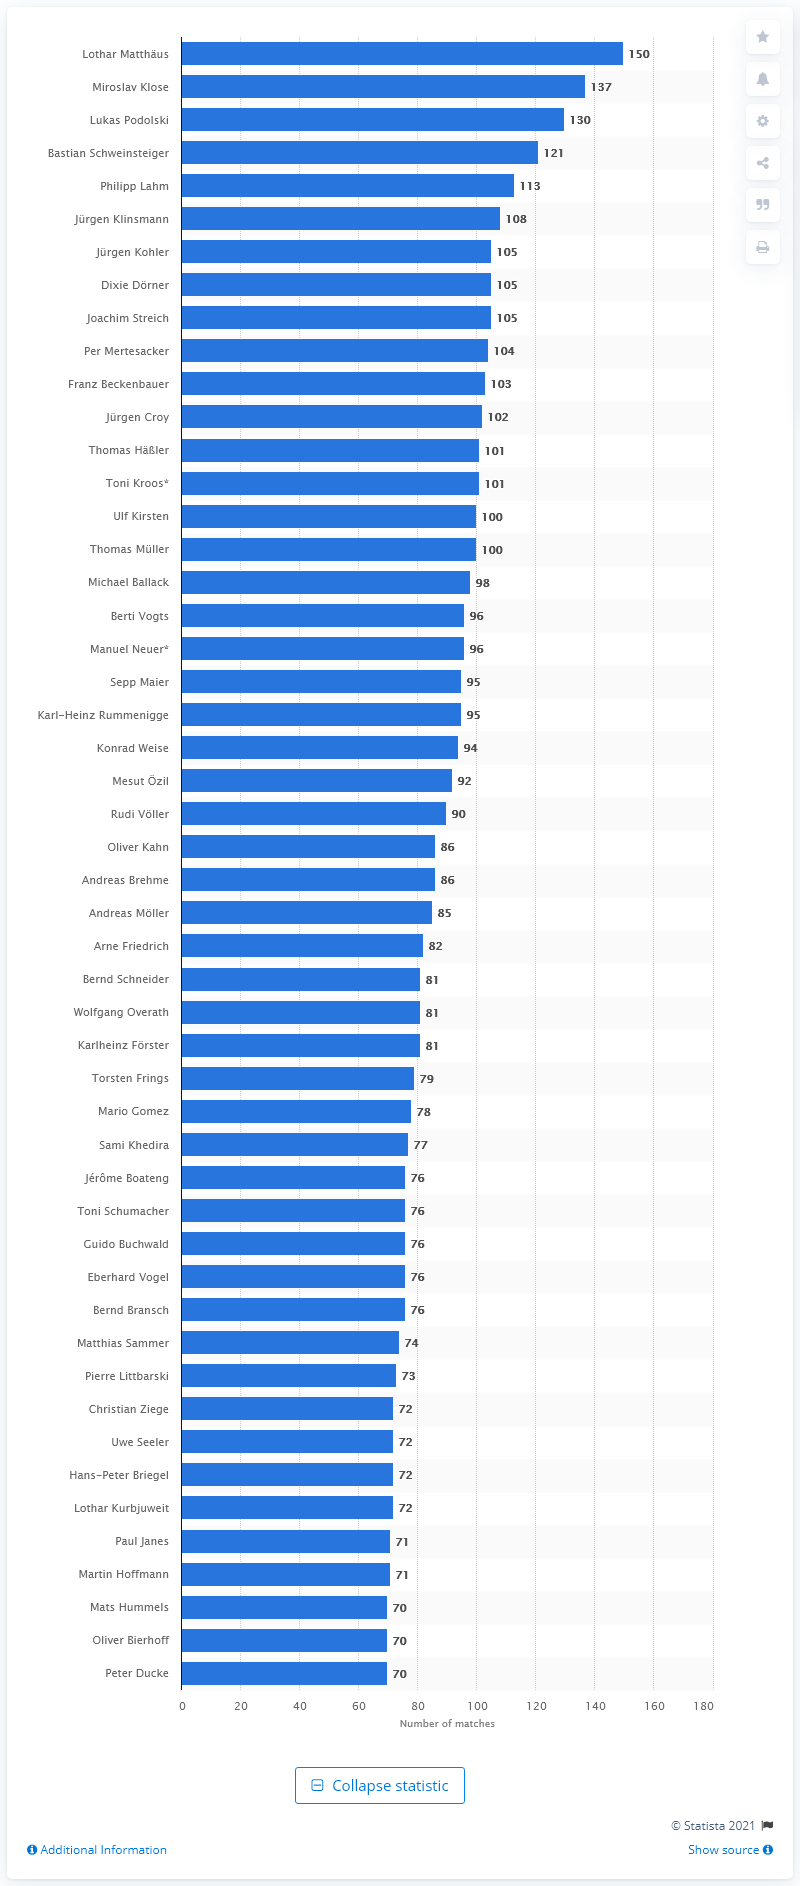 Lothar Matthäus 150
Miroslav Klose 137
Lukas Podolski 130
Bastian Schweinsteiger 121
Philipp Lahm 113
Jürgen Klinsmann 108
Jürgen Kohler 105
Dixie Dörner 105
Joachim Streich 105
Per Mertesacker 104
Franz Beckenbauer 103
Jürgen Croy 102
Thomas Häßler 101
Toni Kroos* 101
Ulf Kirsten 100
Thomas Müller 100
Michael Ballack 98
Berti Vogts 96
Manuel Neuer* 96
Sepp Maier 95
Karl-Heinz Rummenigge 95
Konrad Weise 94
Mesut Özil 92
Rudi Völler 90
Oliver Kahn 86
Andreas Brehme 86
Andreas Möller 85
Arne Friedrich 82
Bernd Schneider 81
Wolfgang Overath 81
Karlheinz Förster 81
Torsten Frings 79
Mario Gomez 78
Sami Khedira 77
Jérôme Boateng 76
Toni Schumacher 76
Guido Buchwald 76
Eberhard Vogel 76
Bernd Bransch 76
Matthias Sammer 74
Pierre Littbarski 73
Christian Ziege 72
Uwe Seeler 72
Hans-Peter Briegel 72
Lothar Kurbjuweit 72
Paul Janes 71
Martin Hoffmann 71
Mats Hummels 70
Oliver Bierhoff 70
Peter Ducke 70
0 20 40 60 80 100 120 140 160 180
Number of matches
Collapse statistic
© Statista 2021
Additional Information Show source